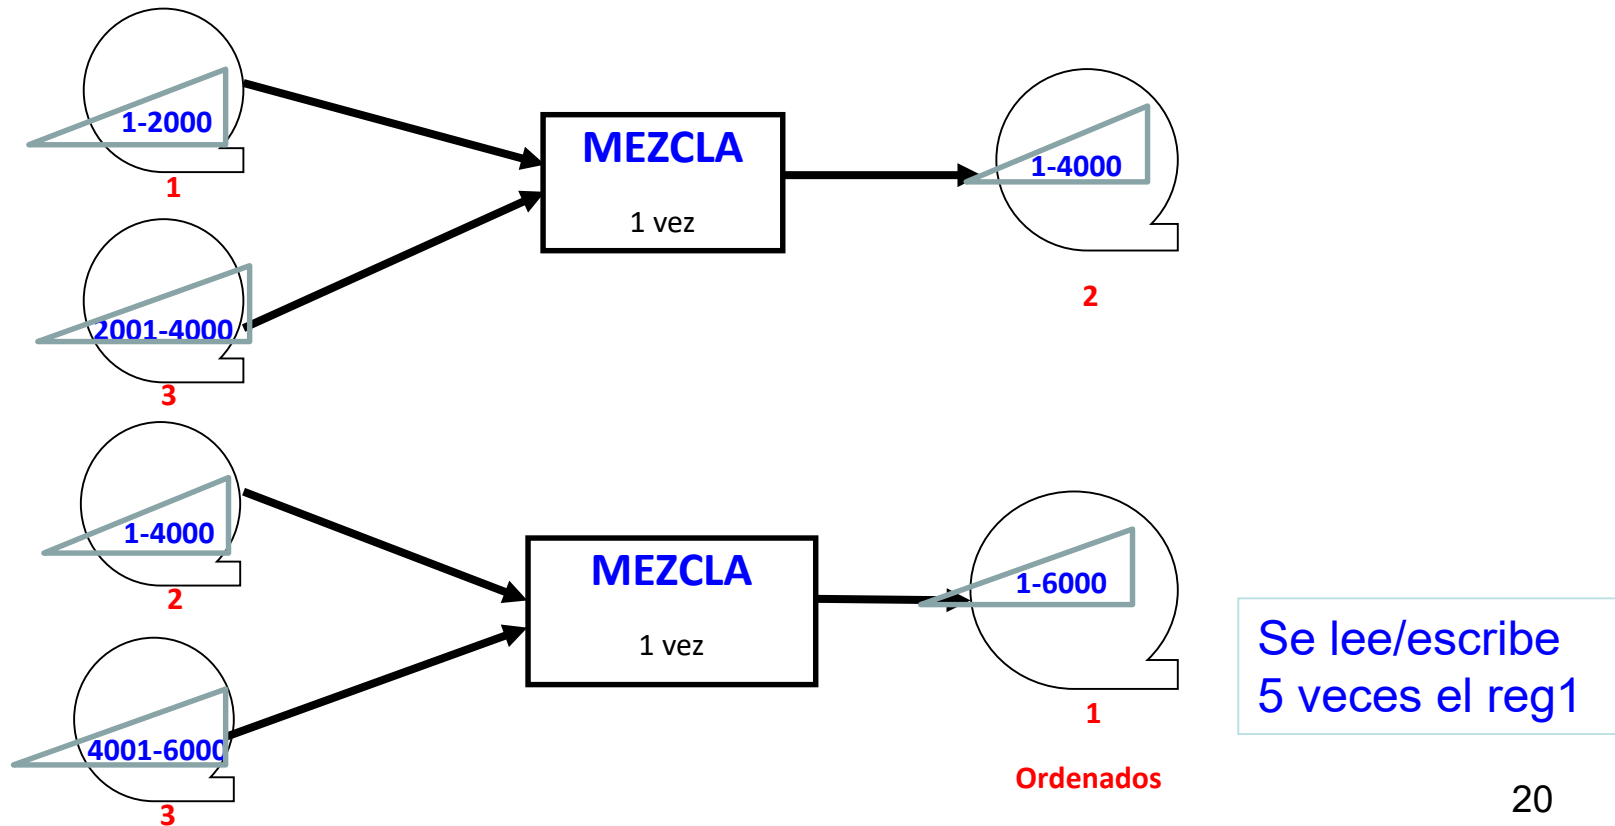 1-2000
1
MEZCLA
1 vez
1-4000
2
2001-4000
3
1-4000
2
MEZCLA
1 vez
1-6000
1
Ordenados
4001-6000
3
Se lee/escribe
5 veces el reg1
20